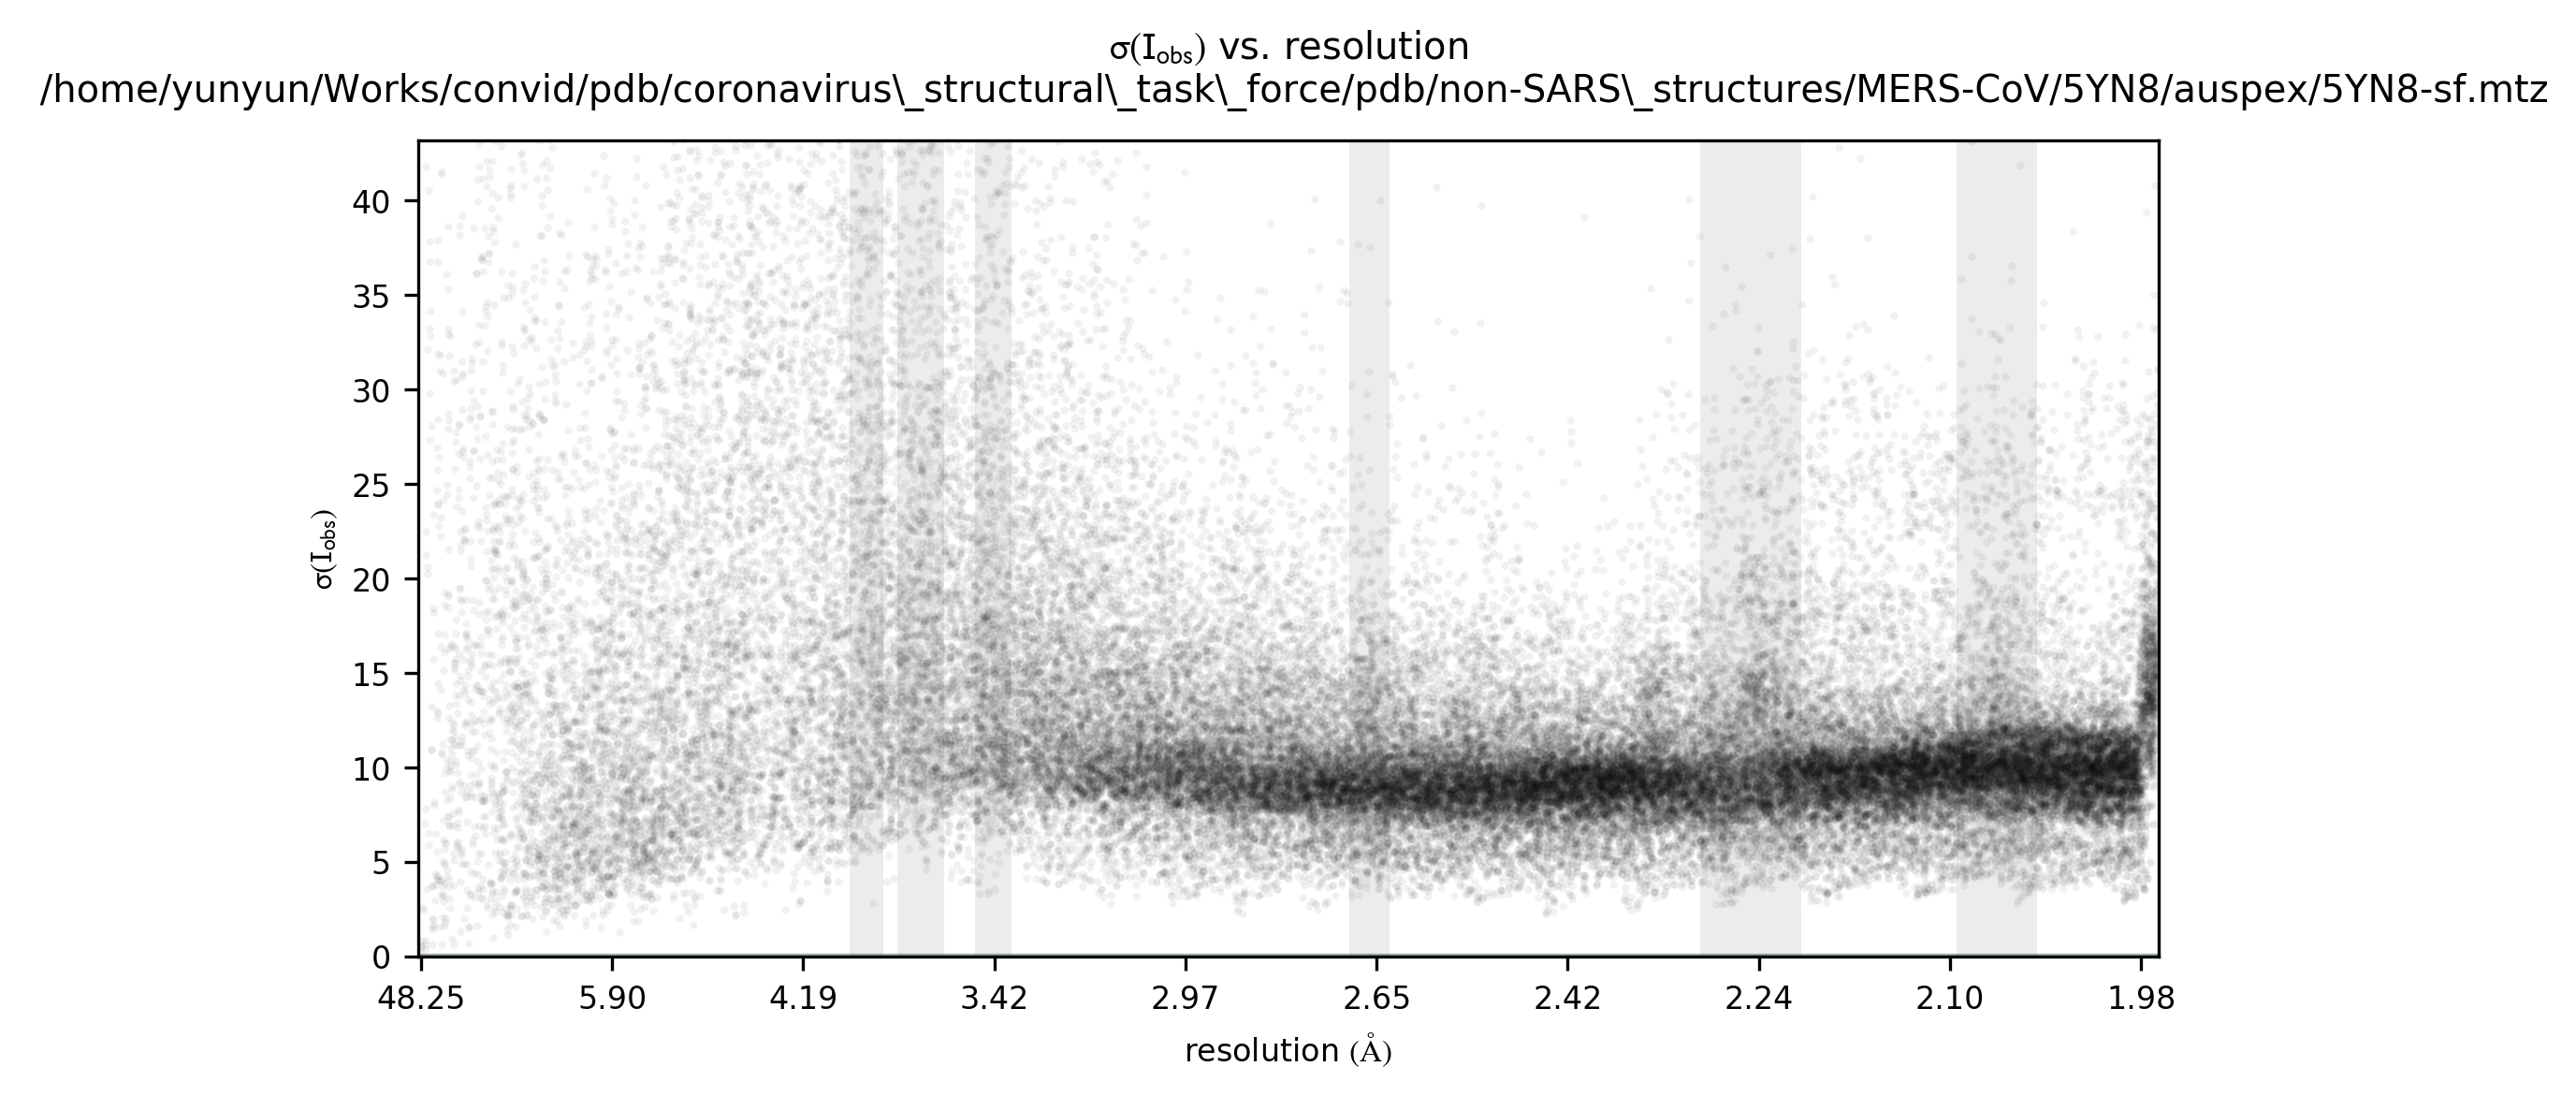 σ(I_obs) vs. resolution
/home/yunyun/Works/convid/pdb/coronavirus\_structural\_task\_force/pdb/non-SARS\_structures/MERS-CoV/5YN8/auspex/5YN8-sf.mtz
σ(I_obs)
40
35
30
25
20
15
10
5
0
48.25 5.90 4.19 3.42 2.97 2.65 2.42 2.24 2.10 1.98
resolution (Å)